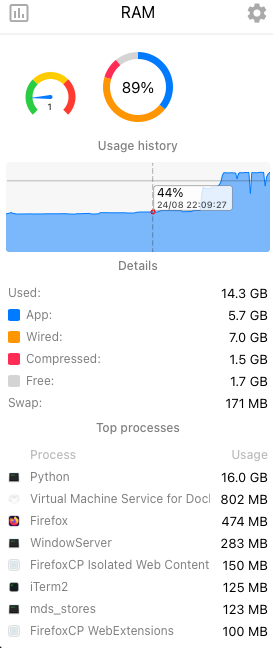 RAM
1
89%
Usage history
44%
24/08 22:09:27
Details
Used: 14.3 GB
App: 5.7 GB
Wired: 7.0 GB
Compressed: 1.5 GB
Free: 1.7 GB
Swap: 171 MB
Top processes
Process Usage
Python 16.0 GB
Virtual Machine Service for Docl 802 MB
Firefox 474 MB
WindowServer 283 MB
FirefoxCP Isolated Web Content 150 MB
iTerm2 125 MB
mds_stores 123 MB
FirefoxCP WebExtensions 100 MB